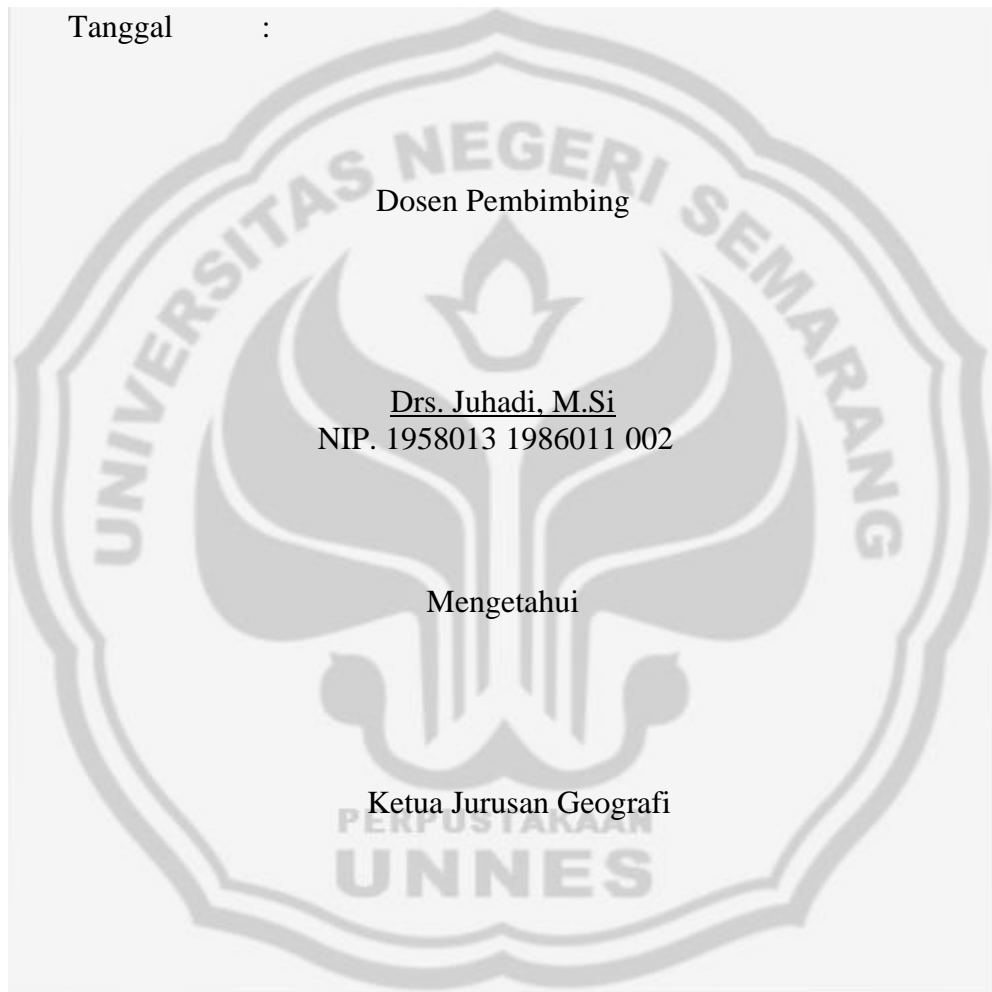 Tanggal :
UNIVERSITAS NEGERI SEMARANG
Dosen Pembimbing
Drs. Juhadi, M.Si
NIP. 1958013 1986011 002
Mengetahui
Ketua Jurusan Geografi
PERPUSTAKAAN
UNNES